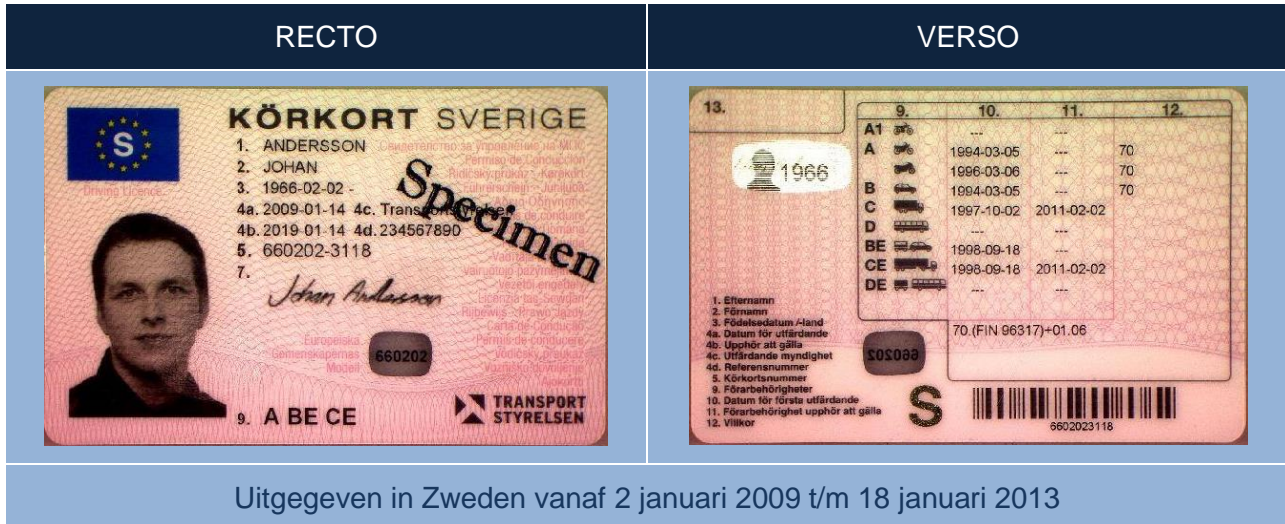 RECTO
VERSO
S
Driving Licence
KÖRKORT SVERIGE
1. ANDERSSON
2. JOHAN
3. 1966-02-02 -
4a. 2009-01-14 4c. Transportstyrelsen
4b. 2019-01-14 4d. 234567890
5. 660202-3118
7.
Johan Andersson
Specimen
Europeiska
Gemenskapernas
Modell
660202
9. A BE CE
TRANSPORT
STYRELSEN
13.
1966
9. 10. 11. 12.
A1 --- ---
A 1994-03-05 --- 70
1996-03-06 --- 70
B 1994-03-05 --- 70
C 1997-10-02 2011-02-02
D --- ---
BE 1998-09-18 ---
CE 1998-09-18 2011-02-02
DE --- ---
70.(FIN 96317)+01.06
1. Efternamn
2. Förnamn
3. Födelsedatum /-land
4a. Datum för utfärdande
4b. Upphör att gälla
4c. Utfärdande myndighet
4d. Referensnummer
5. Körkortsnummer
9. Förarbehörigheter
10. Datum för första utfärdande
11. Förarbehörighet upphör att gälla
12. Villkor
660202
S
6602023118
Uitgegeven in Zweden vanaf 2 januari 2009 t/m 18 januari 2013